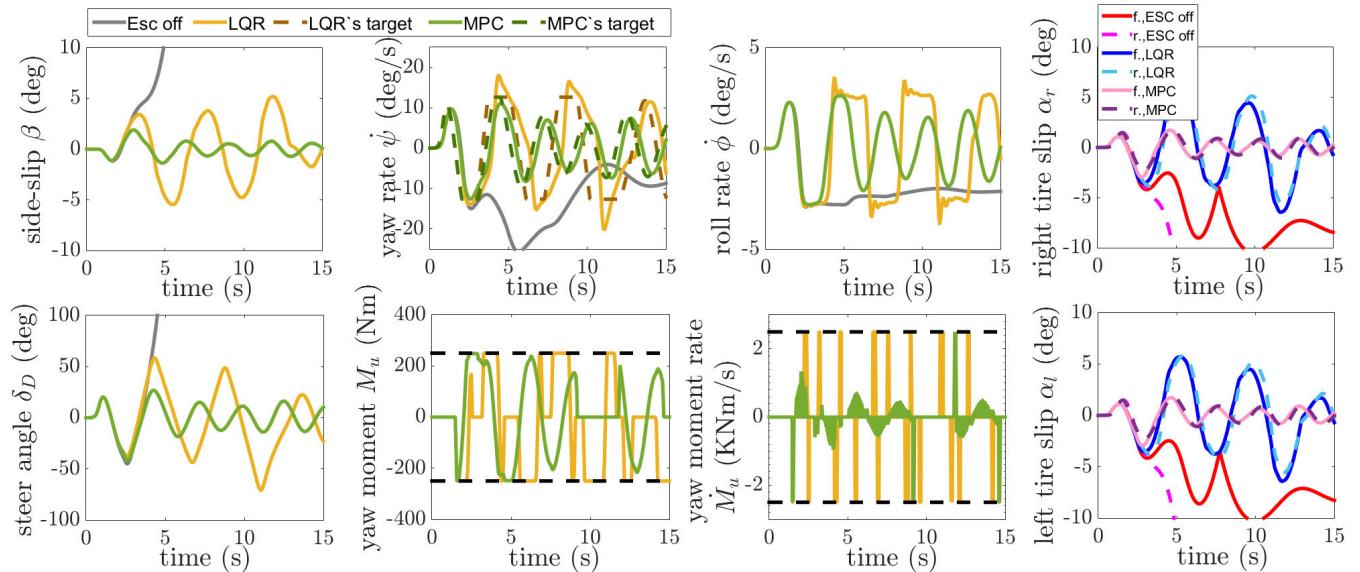 Esc off LQR LQR`s target MPC MPC`s target
f.,ESC off
r.,ESC off
f.,LQR
r.,LQR
f.,MPC
r.,MPC
side-slip β (deg)
10
5
0
-5
-10
0 5 10 15
time (s)
yaw rate ψ̇ (deg/s)
20
10
0
-10
-20
0 5 10 15
time (s)
roll rate ϕ̇ (deg/s)
5
0
-5
0 5 10 15
time (s)
right tire slip αᵣ (deg)
10
5
0
-5
-10
0 5 10 15
time (s)
steer angle δ_D (deg)
100
50
0
-50
-100
0 5 10 15
time (s)
yaw moment Mᵤ (Nm)
400
200
0
-200
-400
0 5 10 15
time (s)
yaw moment rate
Ṁᵤ (KNm/s)
2
0
-2
0 5 10 15
time (s)
left tire slip αₗ (deg)
10
5
0
-5
-10
0 5 10 15
time (s)